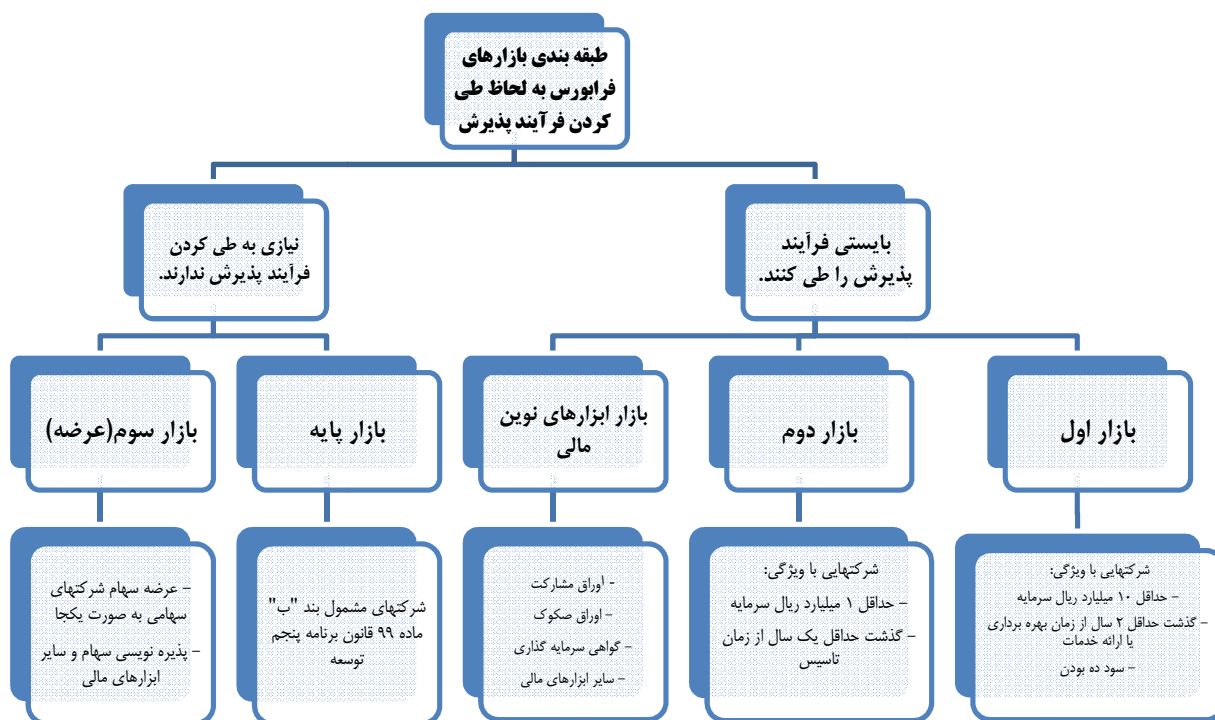 طبقه بندی بازارهای
فرابورس به لحاظ طی
کردن فرآیند پذیرش
بایستی فرآیند
پذیرش را طی کنند.
نیازی به طی کردن
فرآیند پذیرش ندارند.
بازار اول
بازار دوم
بازار ابزارهای نوین
مالی
بازار پایه
بازار سوم(عرضه)
شرکتهایی با ویژگی:
- حداقل ۱۰ میلیارد ریال سرمایه
- گذشت حداقل ۲ سال از زمان بهره برداری
یا ارائه خدمات
- سود ده بودن
شرکتهایی با ویژگی:
- حداقل ۱ میلیارد ریال سرمایه
- گذشت حداقل یک سال از زمان
تاسیس
- اوراق مشارکت
- اوراق صکوک
- گواهی سرمایه گذاری
- سایر ابزارهای مالی
شرکتهای مشمول بند "ب"
ماده ۹۹ قانون برنامه پنجم
توسعه
- عرضه سهام شرکتهای
سهامی به صورت یکجا
- پذیره نویسی سهام و سایر
ابزارهای مالی